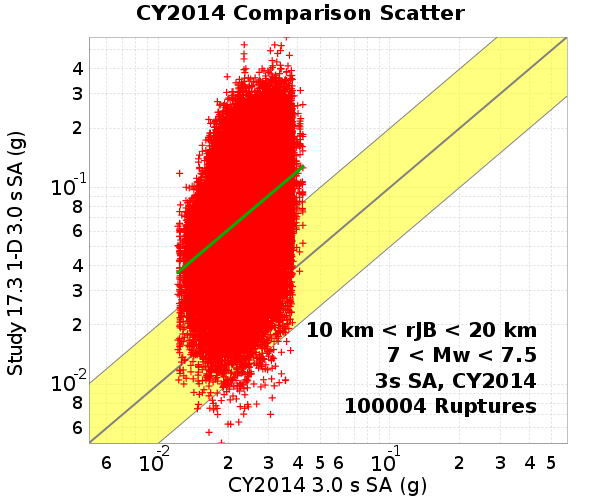 CY2014 Comparison Scatter
Study 17.3 1-D 3.0 s SA (g)
4
3
2
10-1
8
6
4
3
2
10-2
8
6
10 km < rJB < 20 km
7 < Mw < 7.5
3s SA, CY2014
100004 Ruptures
6 10-2 2 3 4 5 6 10-1 2 3 4 5
CY2014 3.0 s SA (g)